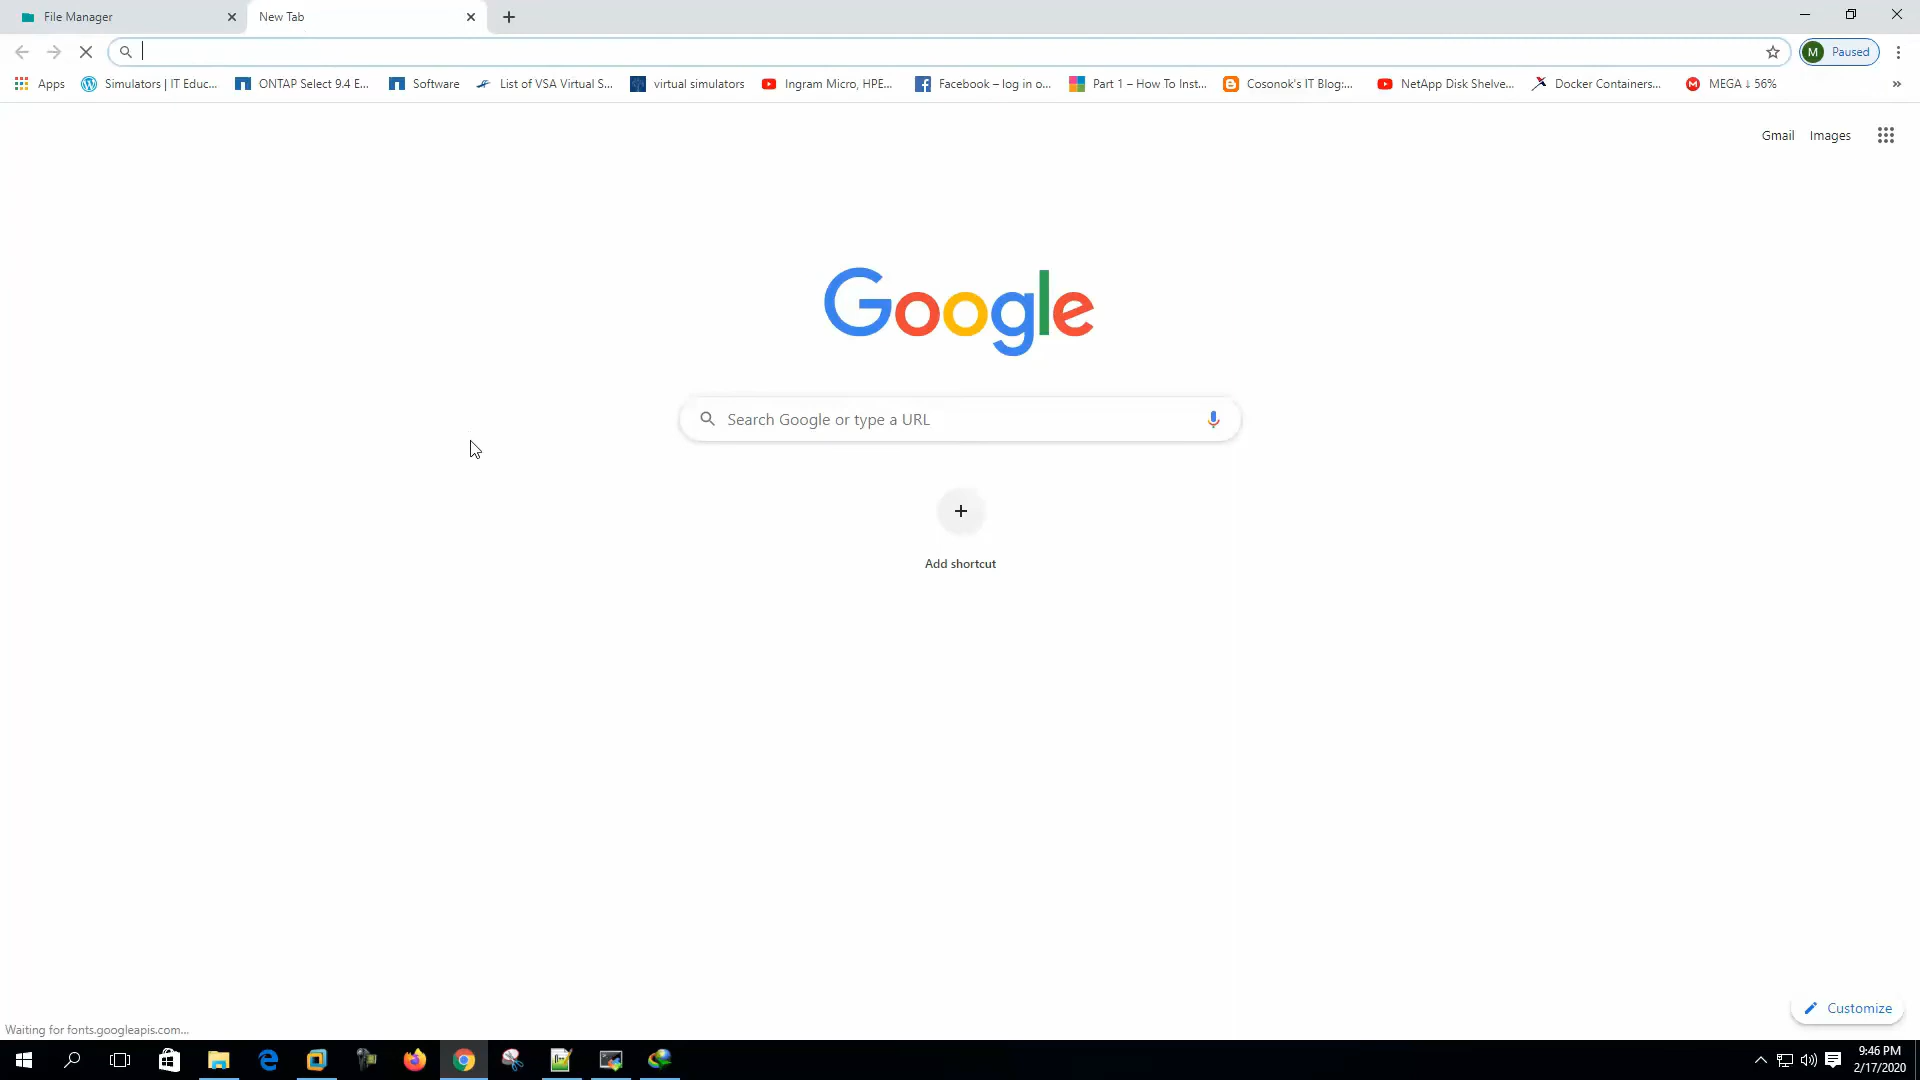 File Manager
New Tab
Paused
Apps
Simulators | IT Educ...
ONTAP Select 9.4 E...
Software
List of VSA Virtual S...
virtual simulators
Ingram Micro, HPE...
Facebook – log in o...
Part 1 – How To Inst...
Cosonok's IT Blog:...
NetApp Disk Shelve...
Docker Containers...
MEGA ↓ 56%
»
Gmail
Images
Google
Search Google or type a URL
Add shortcut
Customize
Waiting for fonts.googleapis.com...
9:46 PM
2/17/2020